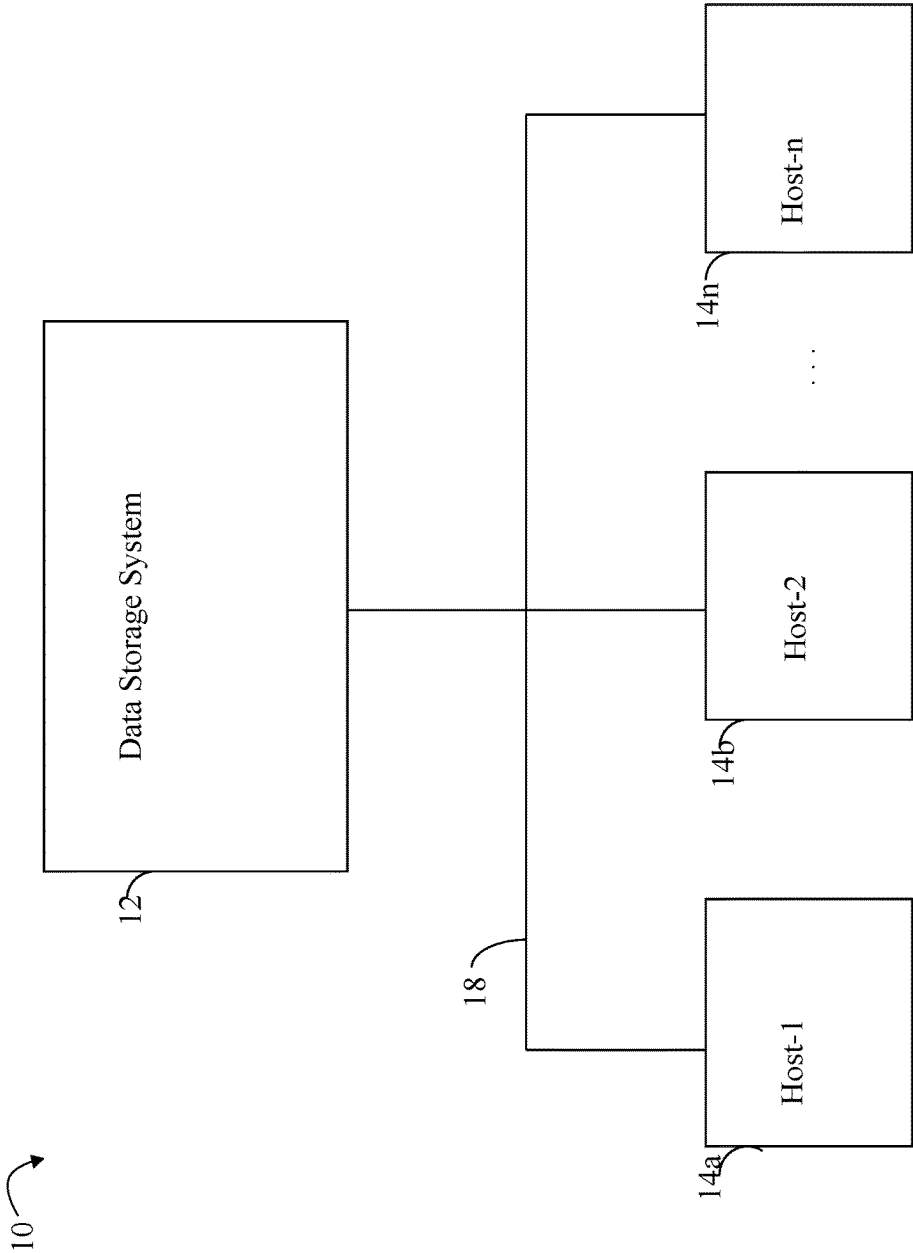 10
12
Data Storage System
18
14a
Host-1
14b
Host-2
. . .
14n
Host-n